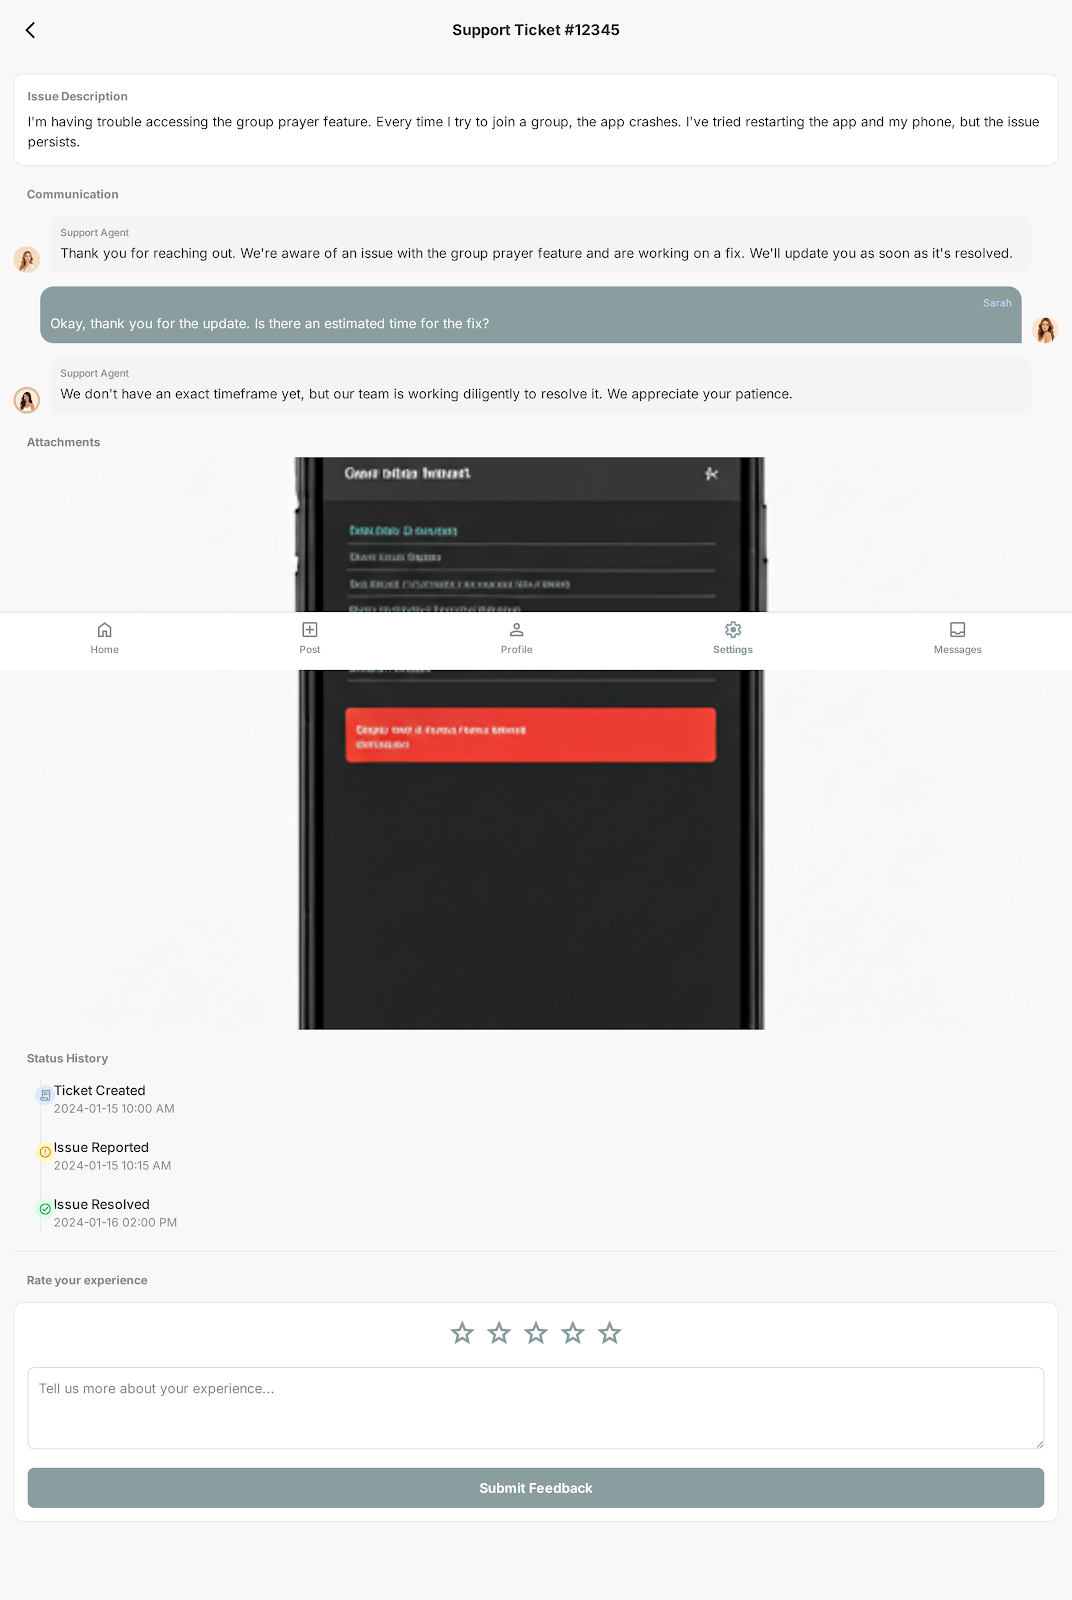 Support Ticket #12345
Issue Description
I'm having trouble accessing the group prayer feature. Every time I try to join a group, the app crashes. I've tried restarting the app and my phone, but the issue
persists.
Communication
Support Agent
Thank you for reaching out. We're aware of an issue with the group prayer feature and are working on a fix. We'll update you as soon as it's resolved.
Sarah
Okay, thank you for the update. Is there an estimated time for the fix?
Support Agent
We don't have an exact timeframe yet, but our team is working diligently to resolve it. We appreciate your patience.
Attachments
Home
Post
Profile
Settings
Messages
Status History
Ticket Created
2024-01-15 10:00 AM
Issue Reported
2024-01-15 10:15 AM
Issue Resolved
2024-01-16 02:00 PM
Rate your experience
Tell us more about your experience...
Submit Feedback